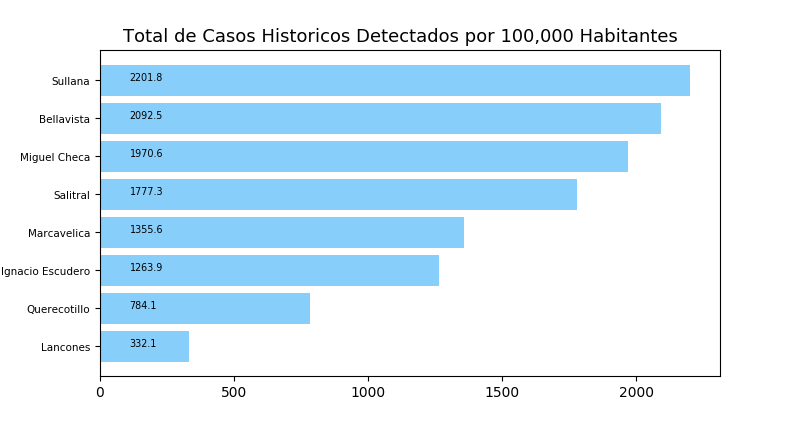 Total de Casos Historicos Detectados por 100,000 Habitantes
Sullana 2201.8
Bellavista 2092.5
Miguel Checa 1970.6
Salitral 1777.3
Marcavelica 1355.6
Ignacio Escudero 1263.9
Querecotillo 784.1
Lancones 332.1
0 500 1000 1500 2000